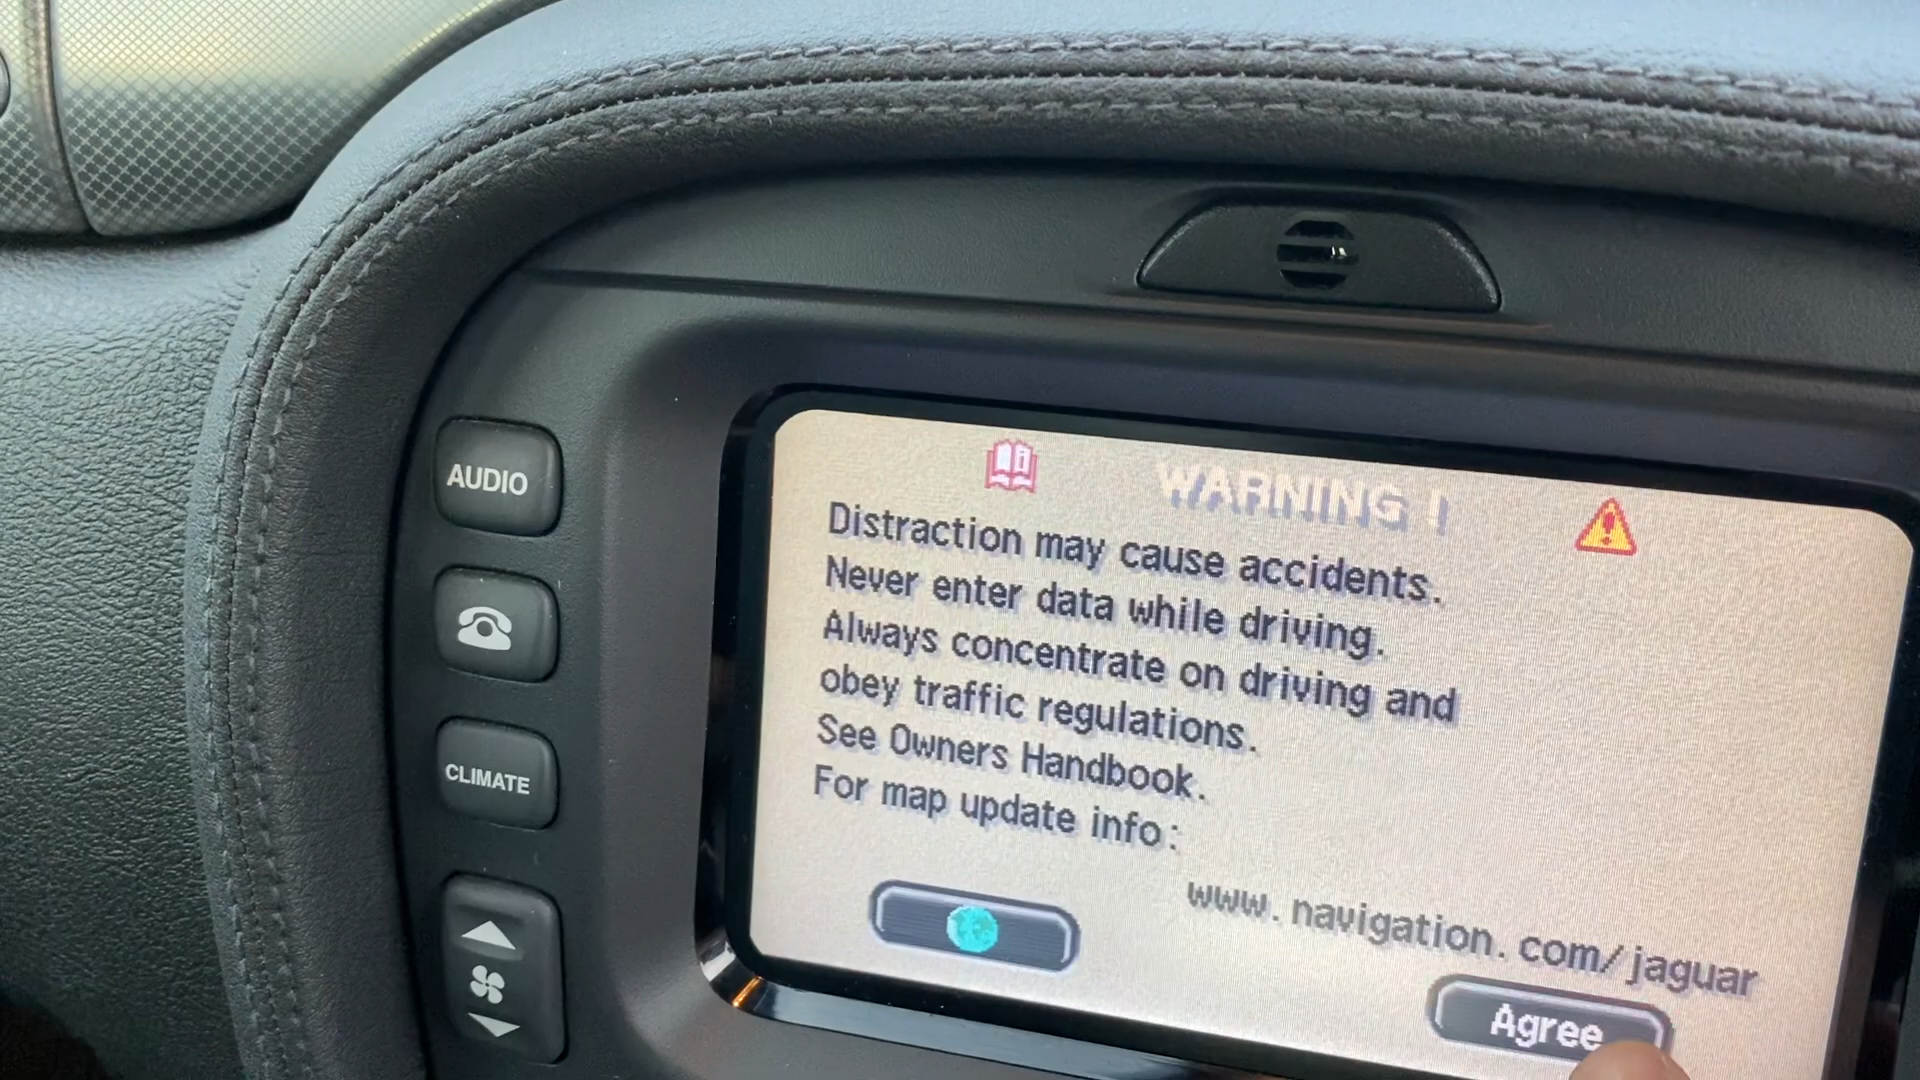 AUDIO
CLIMATE
WARNING !
Distraction may cause accidents.
Never enter data while driving.
Always concentrate on driving and
obey traffic regulations.
See Owners Handbook.
For map update info:
www.navigation.com/jaguar
Agree